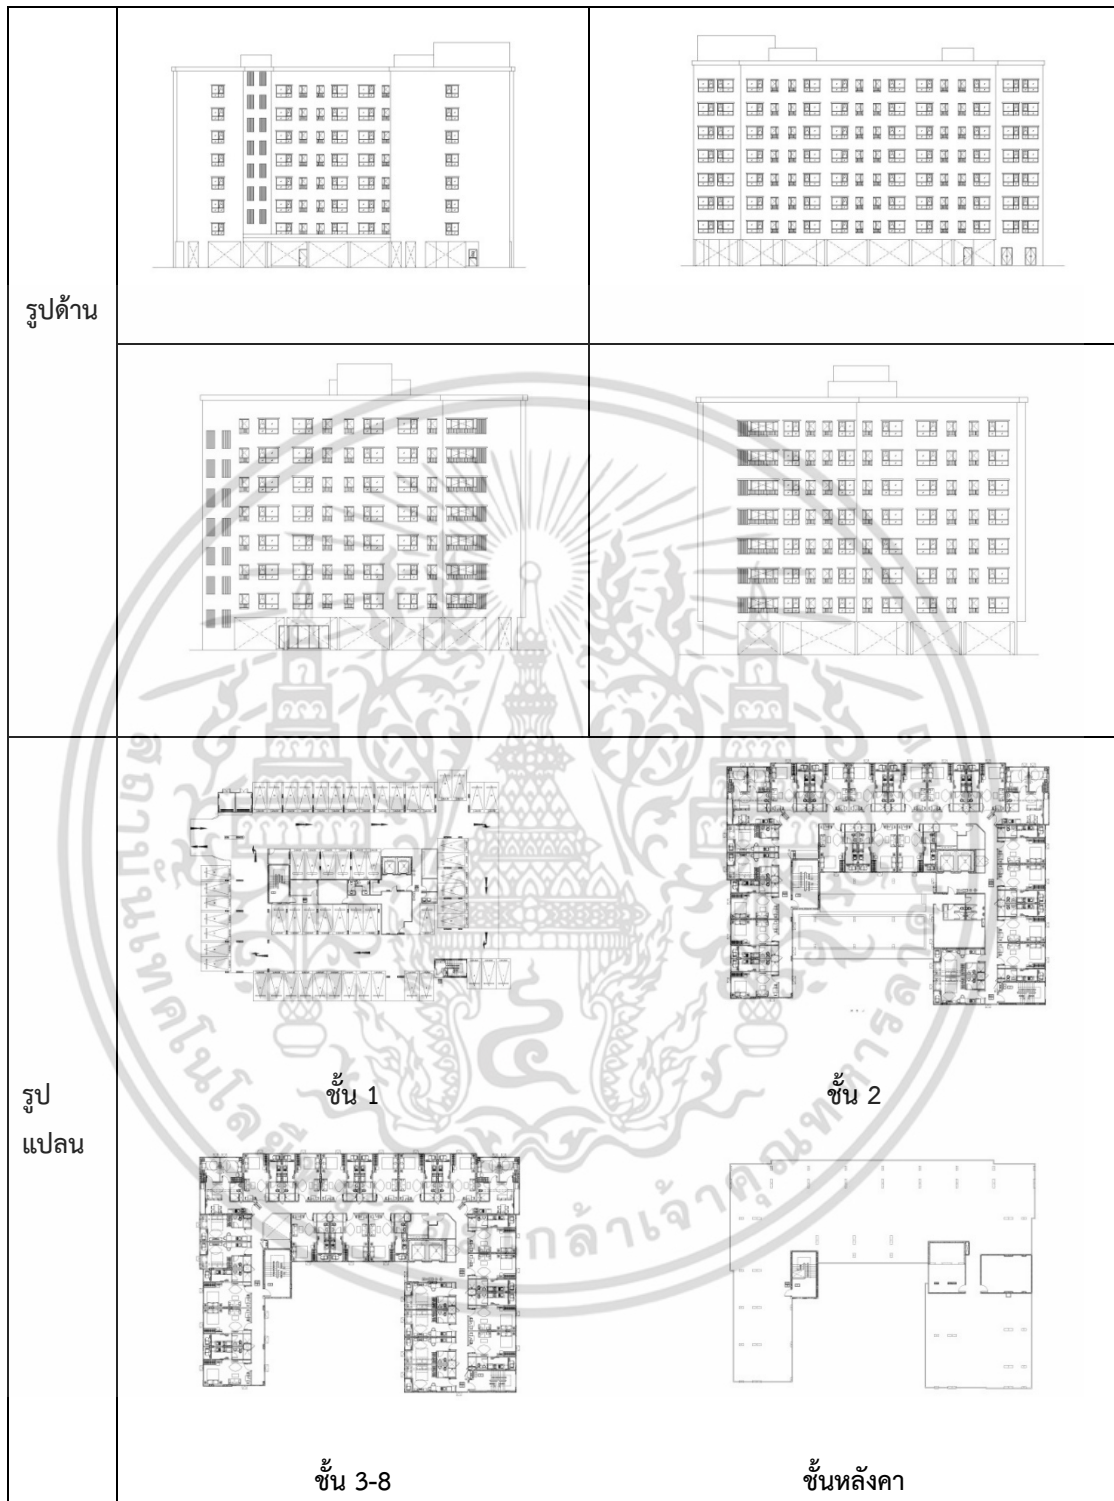 รูปด้าน
รูป
แปลน
ชั้น 1
ชั้น 2
ชั้น 3-8
ชั้นหลังคา